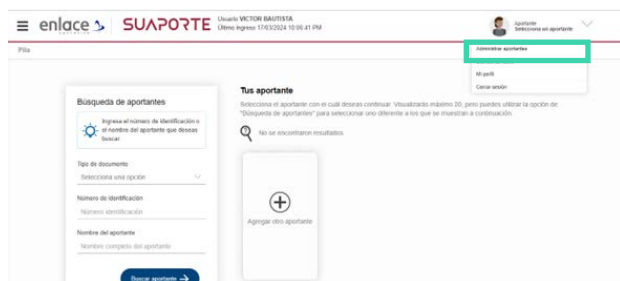 enlace
SUAPORTE
Usuario VICTOR BAUTISTA
Último ingreso 17/03/2024 10:06:41 PM
Aportante
Selecciona un aportante
Pila
Administrar aportantes
Mi perfil
Cerrar sesión
Búsqueda de aportantes
Ingresa el número de identificación o
el nombre del aportante que deseas
buscar
Tipo de documento
Selecciona una opción
Número de identificación
Número identificación
Nombre del aportante
Nombre completo del aportante
Buscar aportante
Tus aportante
Selecciona el aportante con el cuál deseas continuar. Visualizarás máximo 20, pero puedes utilizar la opción de
"Búsqueda de aportantes" para seleccionar uno diferente a los que se muestran a continuación.
No se encontraron resultados.
Agregar otro aportante